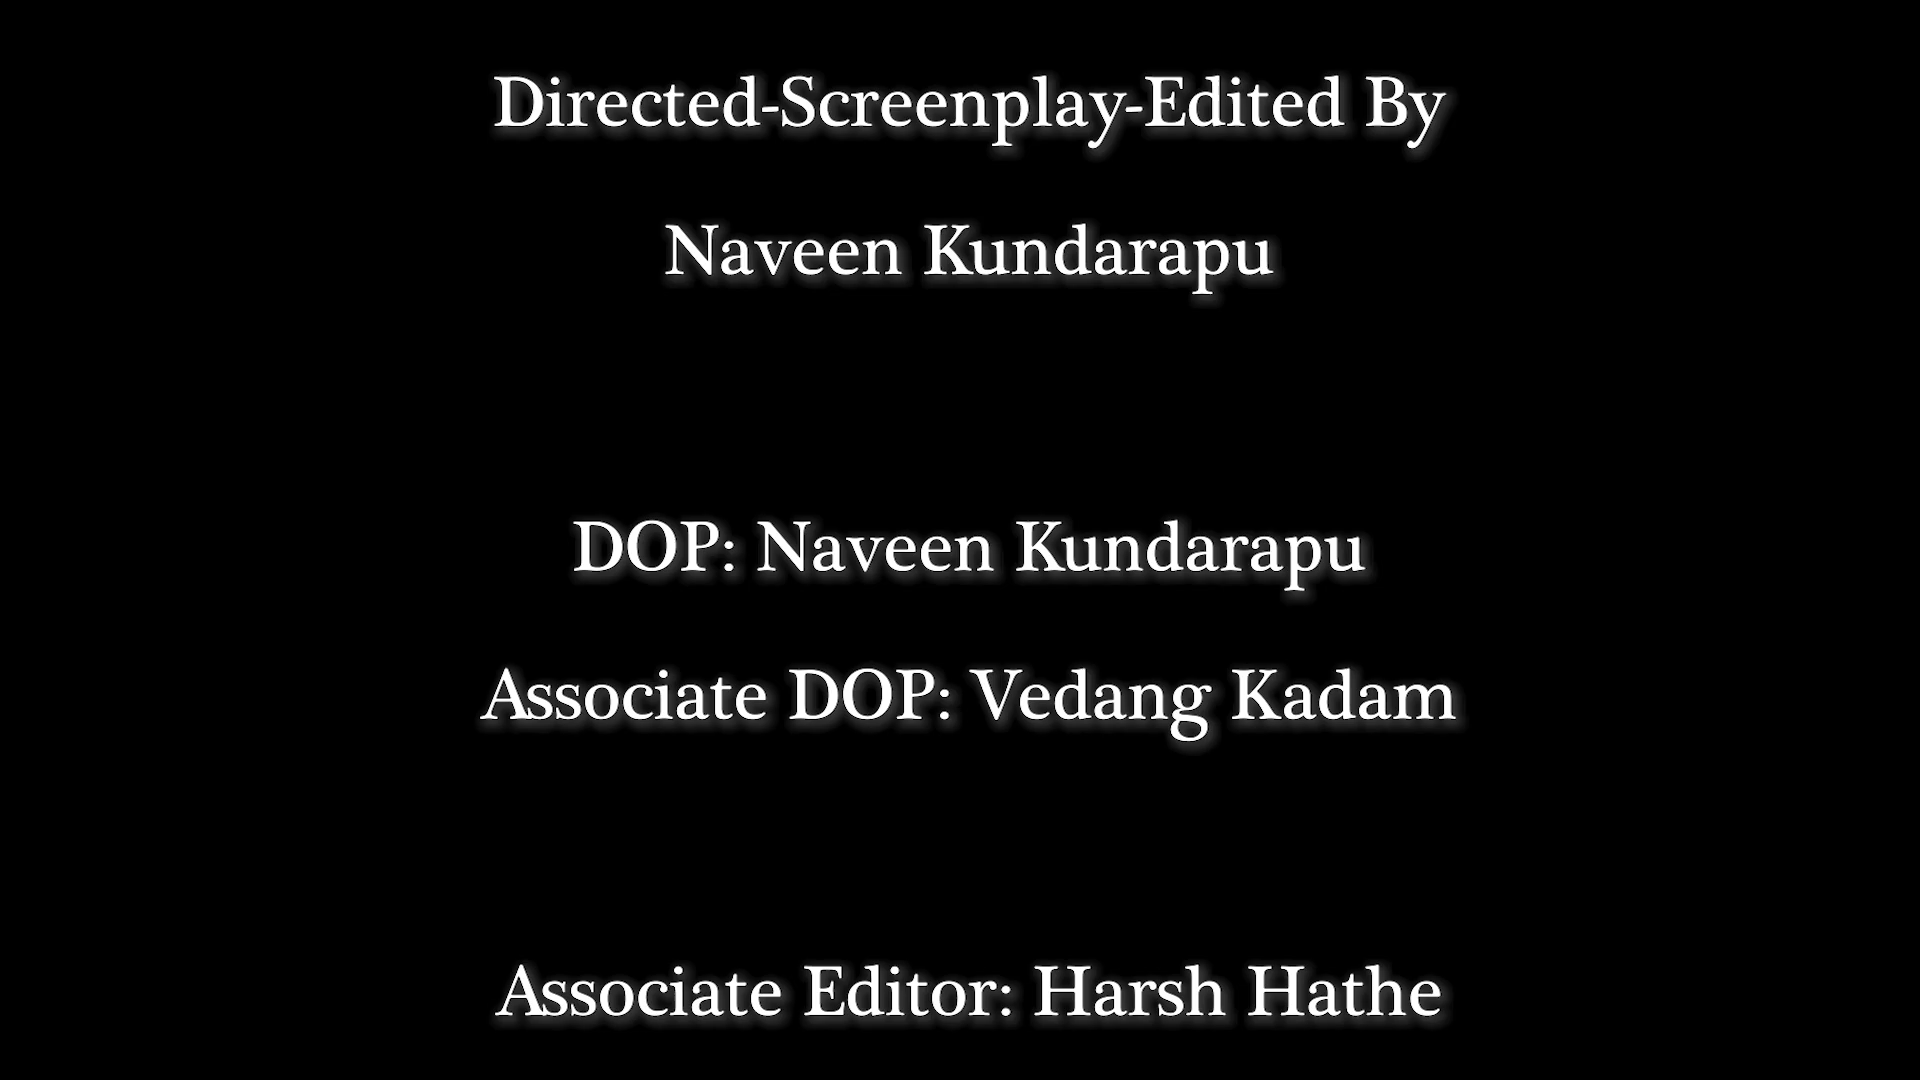 Directed-Screenplay-Edited By
Naveen Kundarapu
DOP: Naveen Kundarapu
Associate DOP: Vedang Kadam
Associate Editor: Harsh Hathe